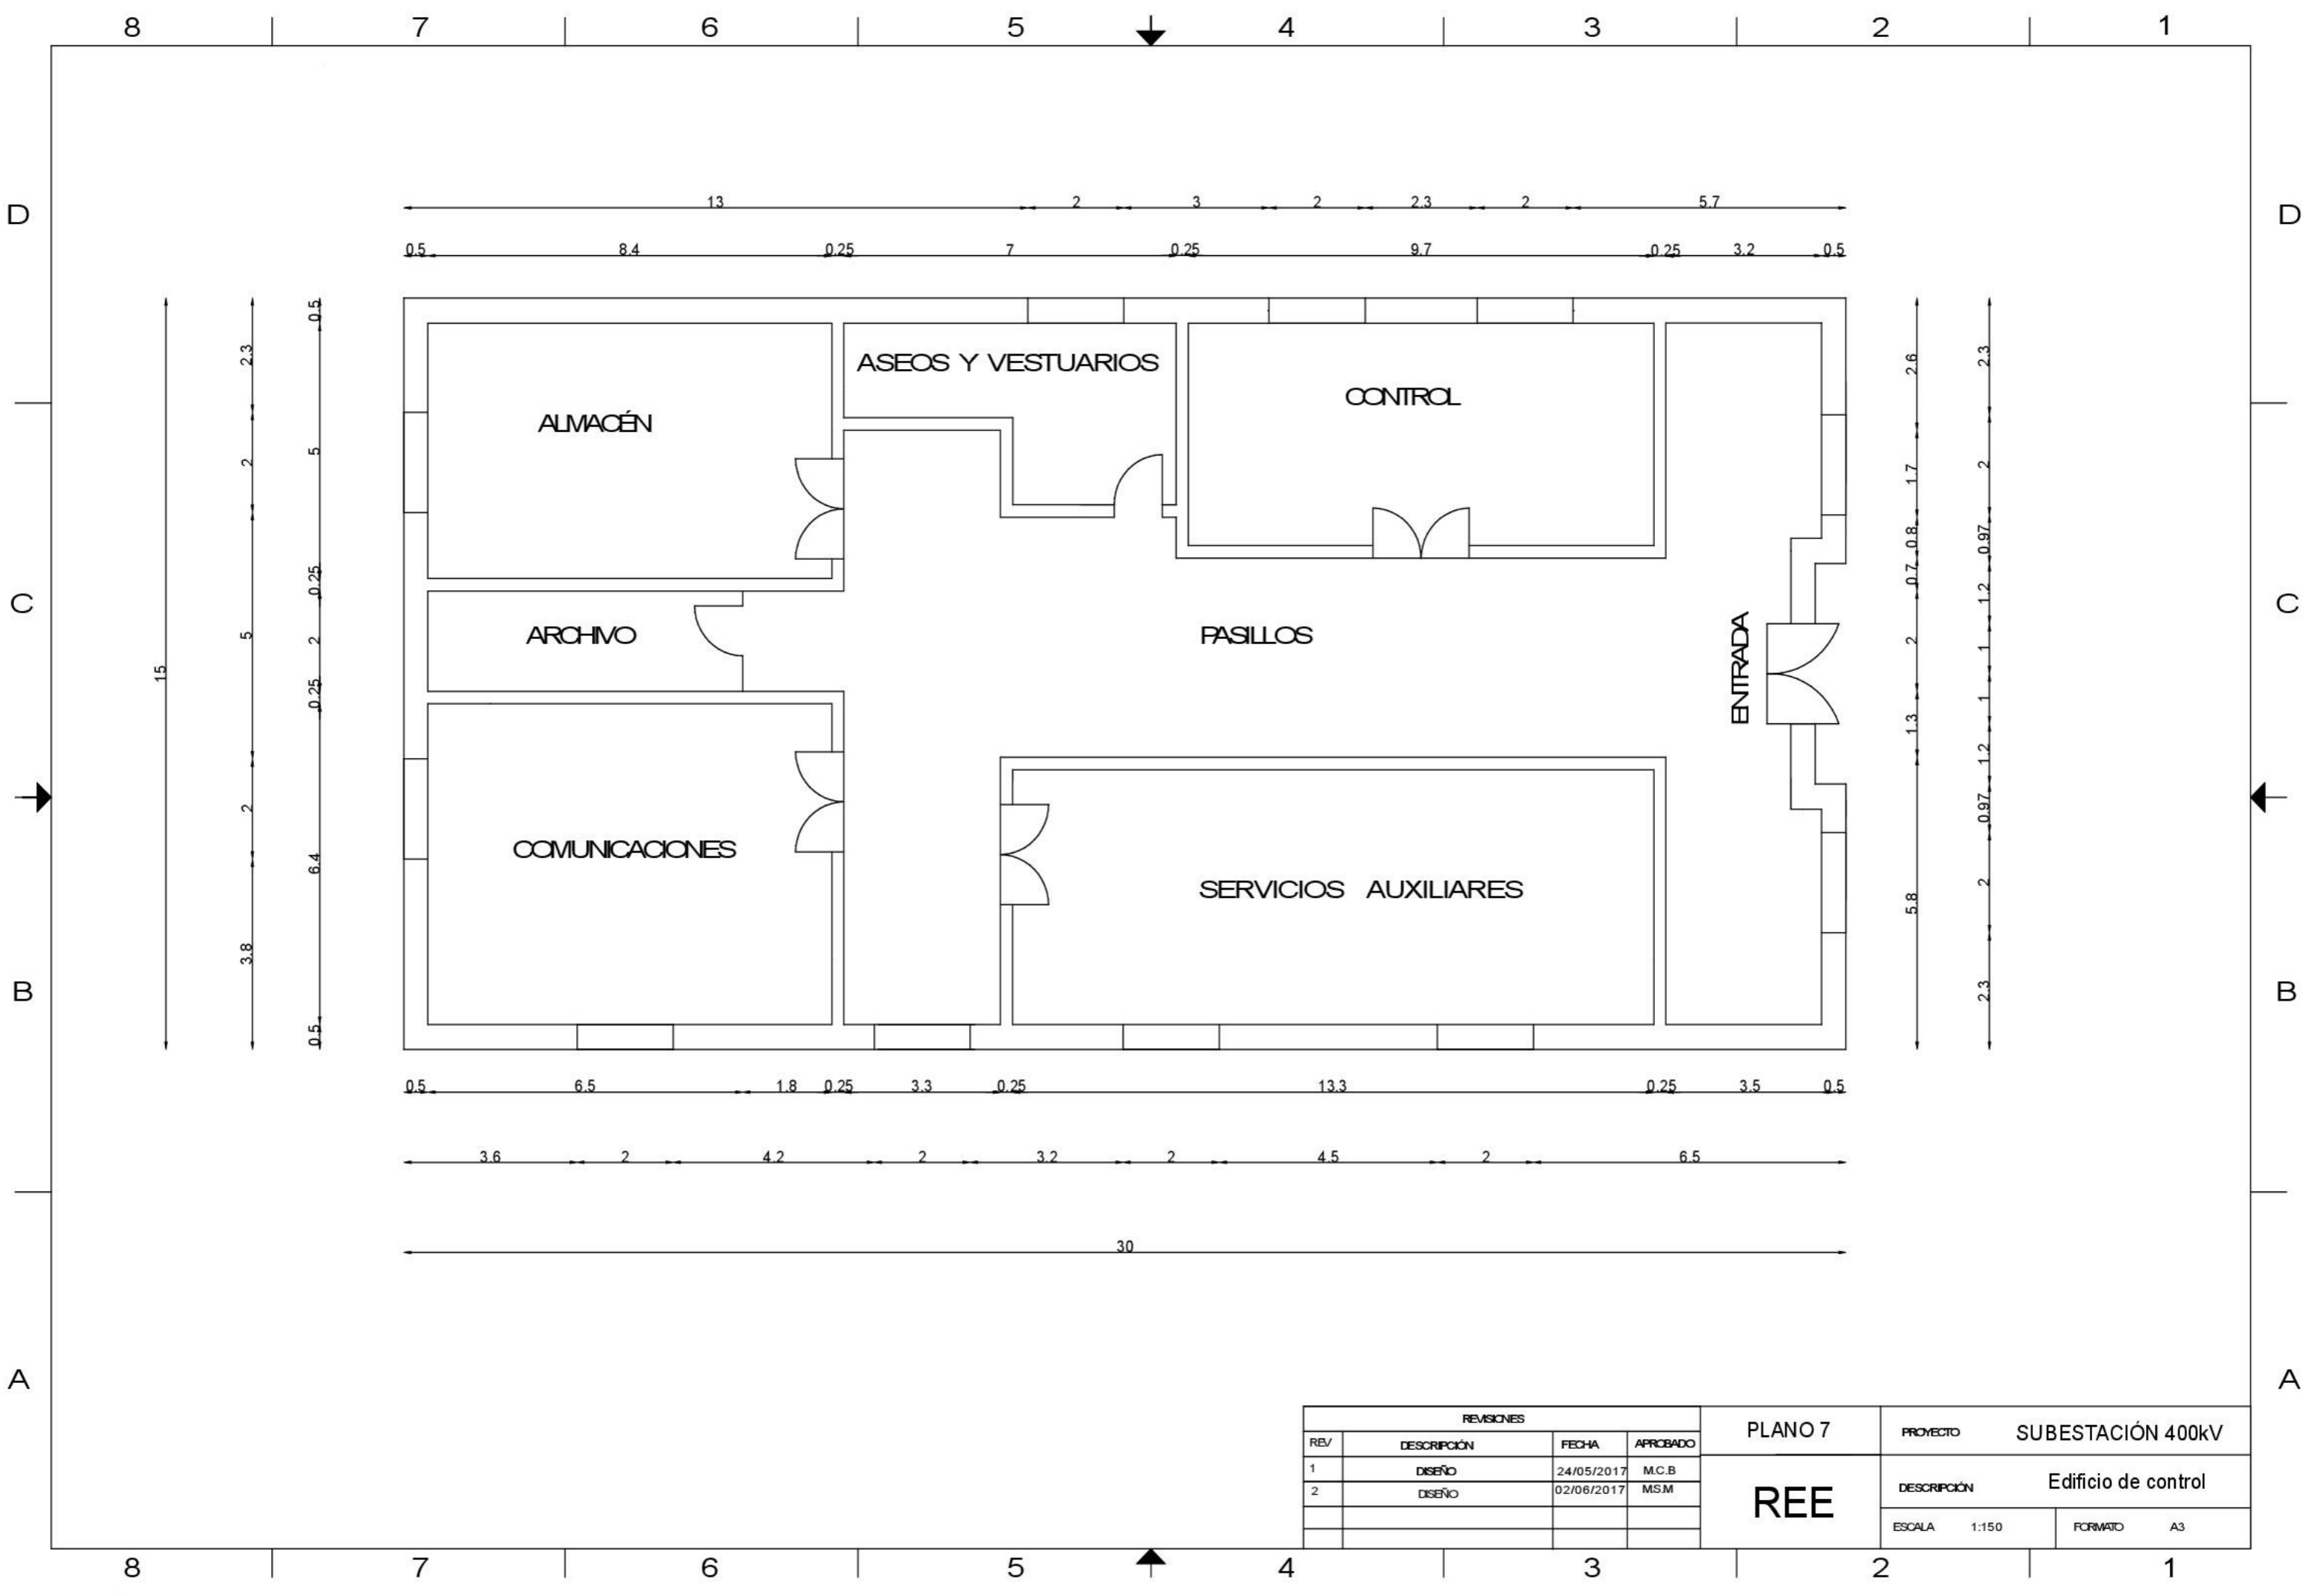 8 7 6 5 4 3 2 1
D D
13 2 3 2 2.3 2 5.7
0.5 8.4 0.25 7 0.25 9.7 0.25 3.2 0.5
0.5
2.3
2.6
2.3
ASEOS Y VESTUARIOS
CONTROL
ALMACÉN
2
5
1.7
2
0.8
0.97
0.25
0.7
1.2
C C
ARCHIVO
PASILLOS
ENTRADA
15
5
2
2
1
0.25
1
1.3
1.2
2
0.97
COMUNICACIONES
SERVICIOS AUXILIARES
6.4
5.8
2
3.8
B B
2.3
0.5
0.5 6.5 1.8 0.25 3.3 0.25 13.3 0.25 3.5 0.5
3.6 2 4.2 2 3.2 2 4.5 2 6.5
30
A A
REVISIONES
REV DESCRIPCIÓN FECHA APROBADO
1 DISEÑO 24/05/2017 M.C.B
2 DISEÑO 02/06/2017 M.S.M
PLANO 7
REE
PROYECTO SUBESTACIÓN 400kV
DESCRIPCIÓN Edificio de control
ESCALA 1:150 FORMATO A3
8 7 6 5 4 3 2 1